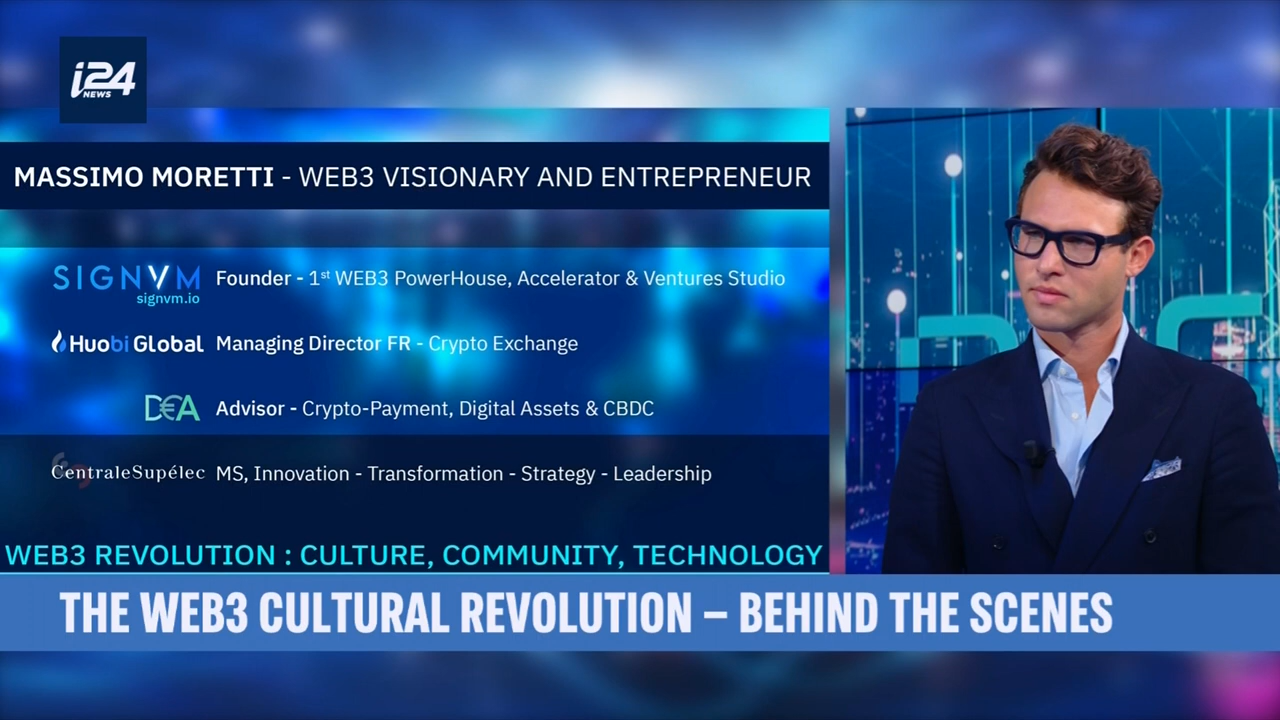 i24
NEWS
MASSIMO MORETTI - WEB3 VISIONARY AND ENTREPRENEUR
SIGNVM Founder - 1st WEB3 PowerHouse, Accelerator & Ventures Studio
signvm.io
Huobi Global Managing Director FR - Crypto Exchange
D€A Advisor - Crypto-Payment, Digital Assets & CBDC
CentraleSupélec MS, Innovation - Transformation - Strategy - Leadership
WEB3 REVOLUTION : CULTURE, COMMUNITY, TECHNOLOGY
THE WEB3 CULTURAL REVOLUTION – BEHIND THE SCENES